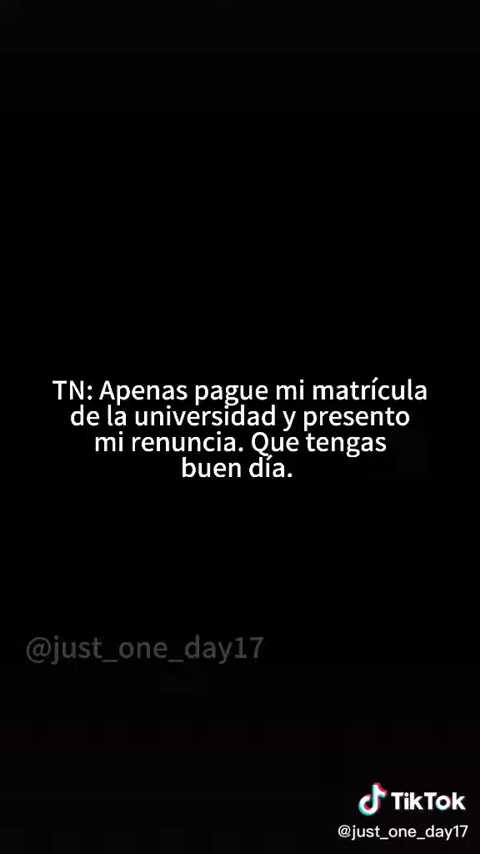 TN: Apenas pague mi matrícula
de la universidad y presento
mi renuncia. Que tengas
buen día.
@just_one_day17
TikTok
@just_one_day17